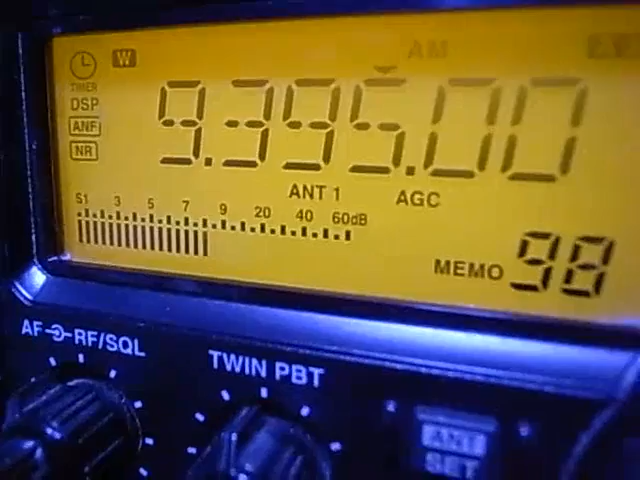 W AM
TIMER
DSP
ANF
NR
9.395.00
ANT 1 AGC
S1 3 5 7 9 20 40 60dB
MEMO 98
AF RF/SQL
TWIN PBT
ANT
SET